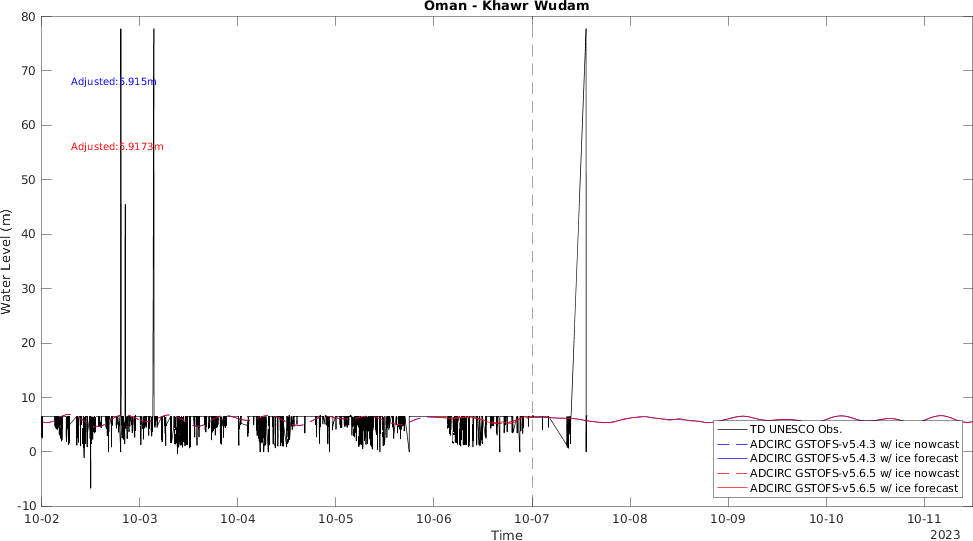 Oman - Khawr Wudam
80
70
60
50
40
30
20
10
0
-10
Water Level (m)
Adjusted:5.915m
Adjusted:5.9173m
TD UNESCO Obs.
ADCIRC GSTOFS-v5.4.3 w/ ice nowcast
ADCIRC GSTOFS-v5.4.3 w/ ice forecast
ADCIRC GSTOFS-v5.6.5 w/ ice nowcast
ADCIRC GSTOFS-v5.6.5 w/ ice forecast
10-02 10-03 10-04 10-05 10-06 10-07 10-08 10-09 10-10 10-11
Time
2023